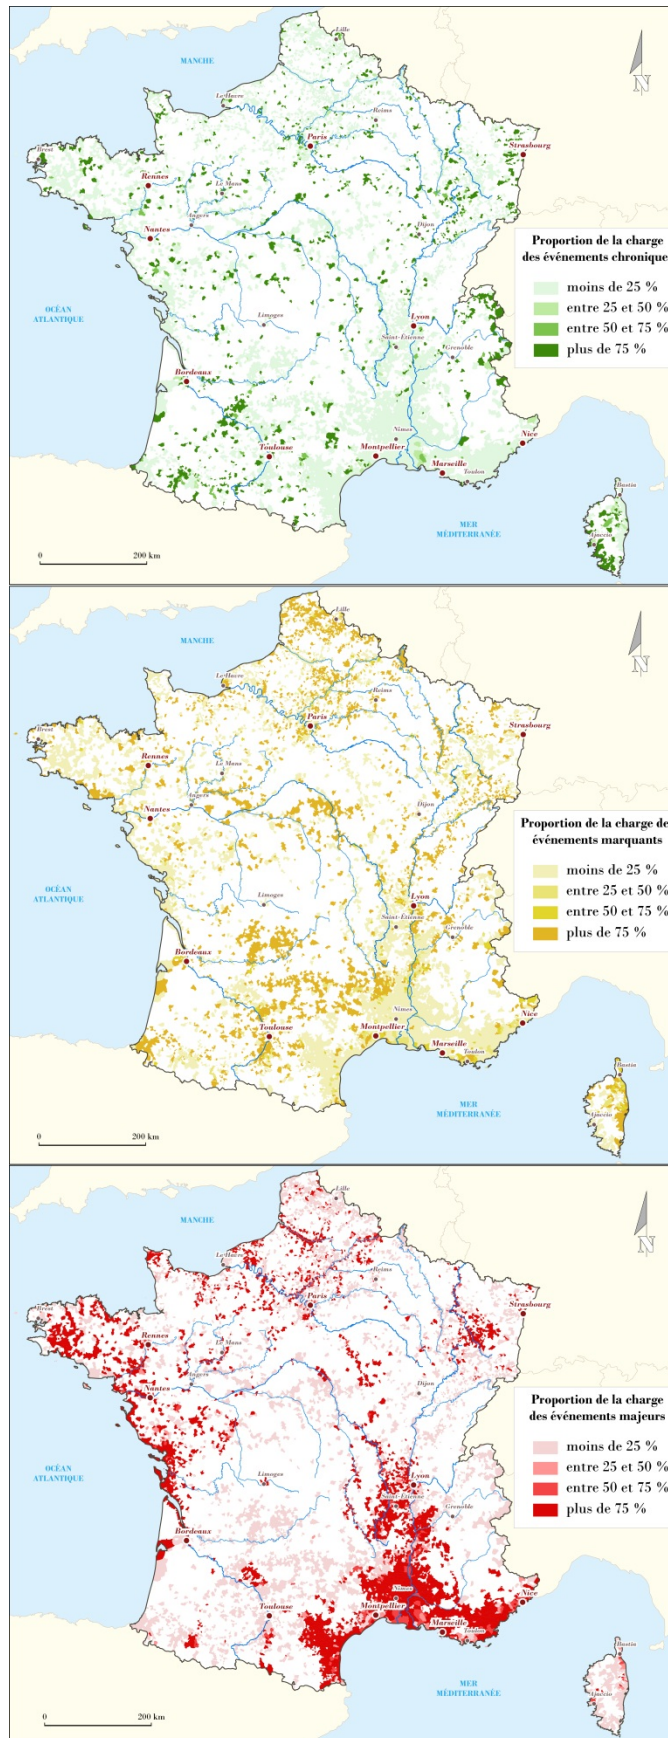 Lille
MANCHE
Le Havre
Reims
Paris
Strasbourg
Brest
Rennes
Le Mans
Angers
Nantes
Dijon
Proportion de la charge
des événements chronique
moins de 25 %
entre 25 et 50 %
entre 50 et 75 %
plus de 75 %
OCÉAN
ATLANTIQUE
Limoges
Lyon
Saint-Étienne
Grenoble
Bordeaux
Nîmes
Nice
Toulouse
Montpellier
Marseille
Toulon
Bastia
Ajaccio
MER
MÉDITERRANÉE
0
200 km
N
Lille
MANCHE
Le Havre
Reims
Paris
Strasbourg
Brest
Rennes
Le Mans
Angers
Nantes
Dijon
Proportion de la charge de
événements marquants
moins de 25 %
entre 25 et 50 %
entre 50 et 75 %
plus de 75 %
OCÉAN
ATLANTIQUE
Limoges
Lyon
Saint-Étienne
Grenoble
Bordeaux
Nîmes
Nice
Toulouse
Montpellier
Marseille
Toulon
Bastia
Ajaccio
MER
MÉDITERRANÉE
0
200 km
N
Lille
MANCHE
Le Havre
Reims
Paris
Strasbourg
Brest
Rennes
Le Mans
Angers
Nantes
Dijon
Proportion de la charge
des événements majeurs
moins de 25 %
entre 25 et 50 %
entre 50 et 75 %
plus de 75 %
OCÉAN
ATLANTIQUE
Limoges
Lyon
Saint-Étienne
Grenoble
Bordeaux
Nîmes
Nice
Toulouse
Montpellier
Marseille
Toulon
Bastia
Ajaccio
MER
MÉDITERRANÉE
0
200 km
N